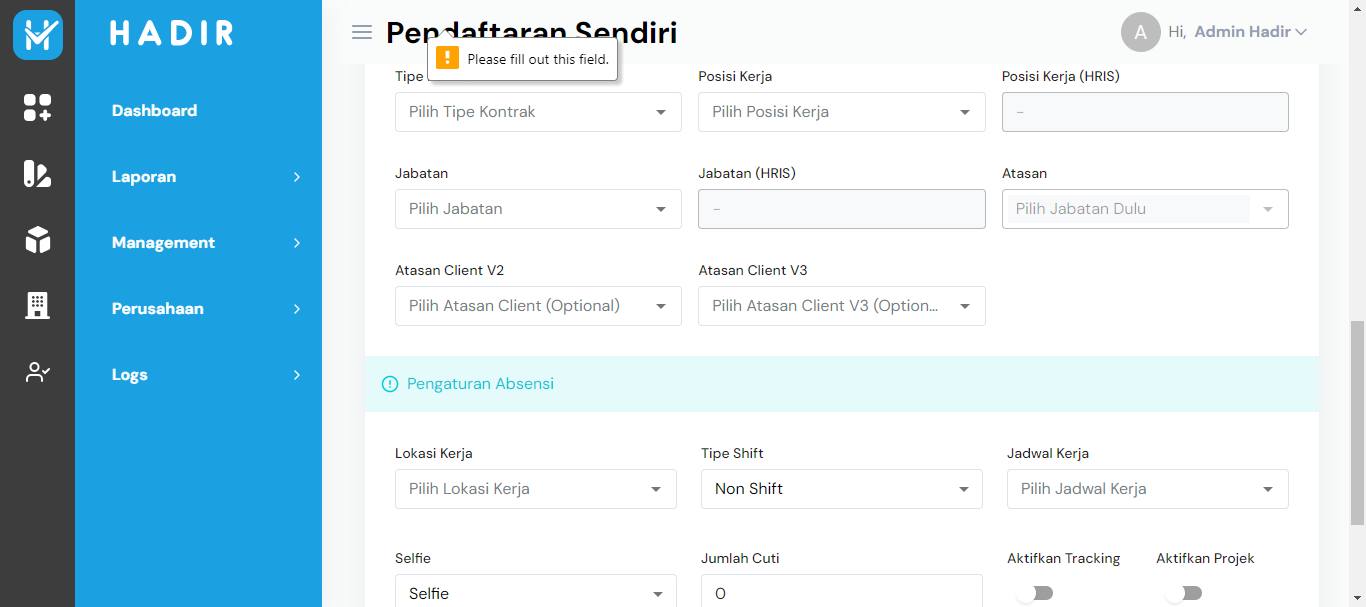 HADIR
Dashboard
Laporan
Management
Perusahaan
Logs
Pendaftaran Sendiri
A
Hi, Admin Hadir
Please fill out this field.
Tipe
Posisi Kerja
Posisi Kerja (HRIS)
Pilih Tipe Kontrak
Pilih Posisi Kerja
-
Jabatan
Jabatan (HRIS)
Atasan
Pilih Jabatan
-
Pilih Jabatan Dulu
Atasan Client V2
Atasan Client V3
Pilih Atasan Client (Optional)
Pilih Atasan Client V3 (Option...
Pengaturan Absensi
Lokasi Kerja
Tipe Shift
Jadwal Kerja
Pilih Lokasi Kerja
Non Shift
Pilih Jadwal Kerja
Selfie
Jumlah Cuti
Aktifkan Tracking
Aktifkan Projek
Selfie
0